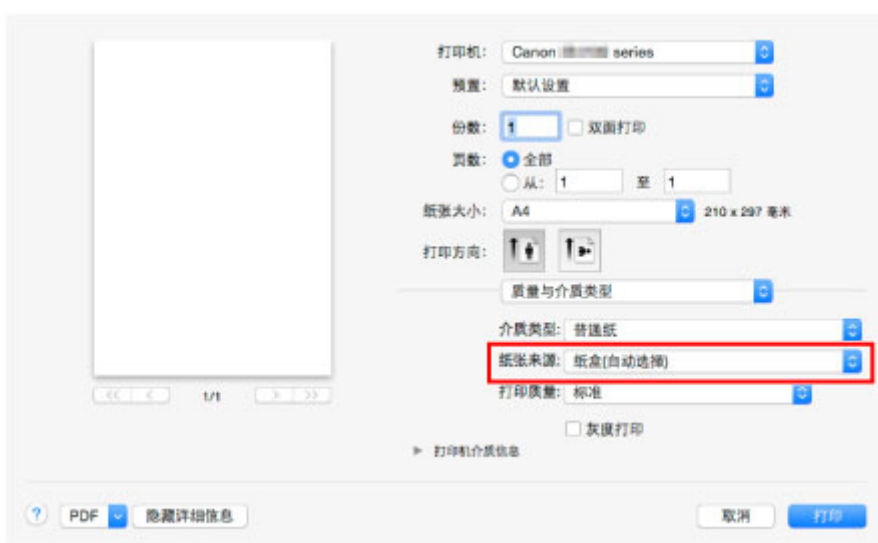 打印机: Canon series
预置: 默认设置
份数: 1 双面打印
页数: 全部
从: 1 至 1
纸张大小: A4 210 x 297 毫米
打印方向:
质量与介质类型
介质类型: 普通纸
纸张来源: 纸盒(自动选择)
打印质量: 标准
灰度打印
打印机介质信息
<< < 1/1 > >>
? PDF 隐藏详细信息 取消 打印